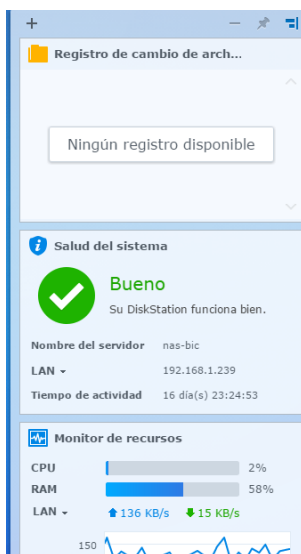 Registro de cambio de arch...
Ningún registro disponible
Salud del sistema
Bueno
Su DiskStation funciona bien.
Nombre del servidor nas-bic
LAN 192.168.1.239
Tiempo de actividad 16 día(s) 23:24:53
Monitor de recursos
CPU 2%
RAM 58%
LAN 136 KB/s 15 KB/s
150